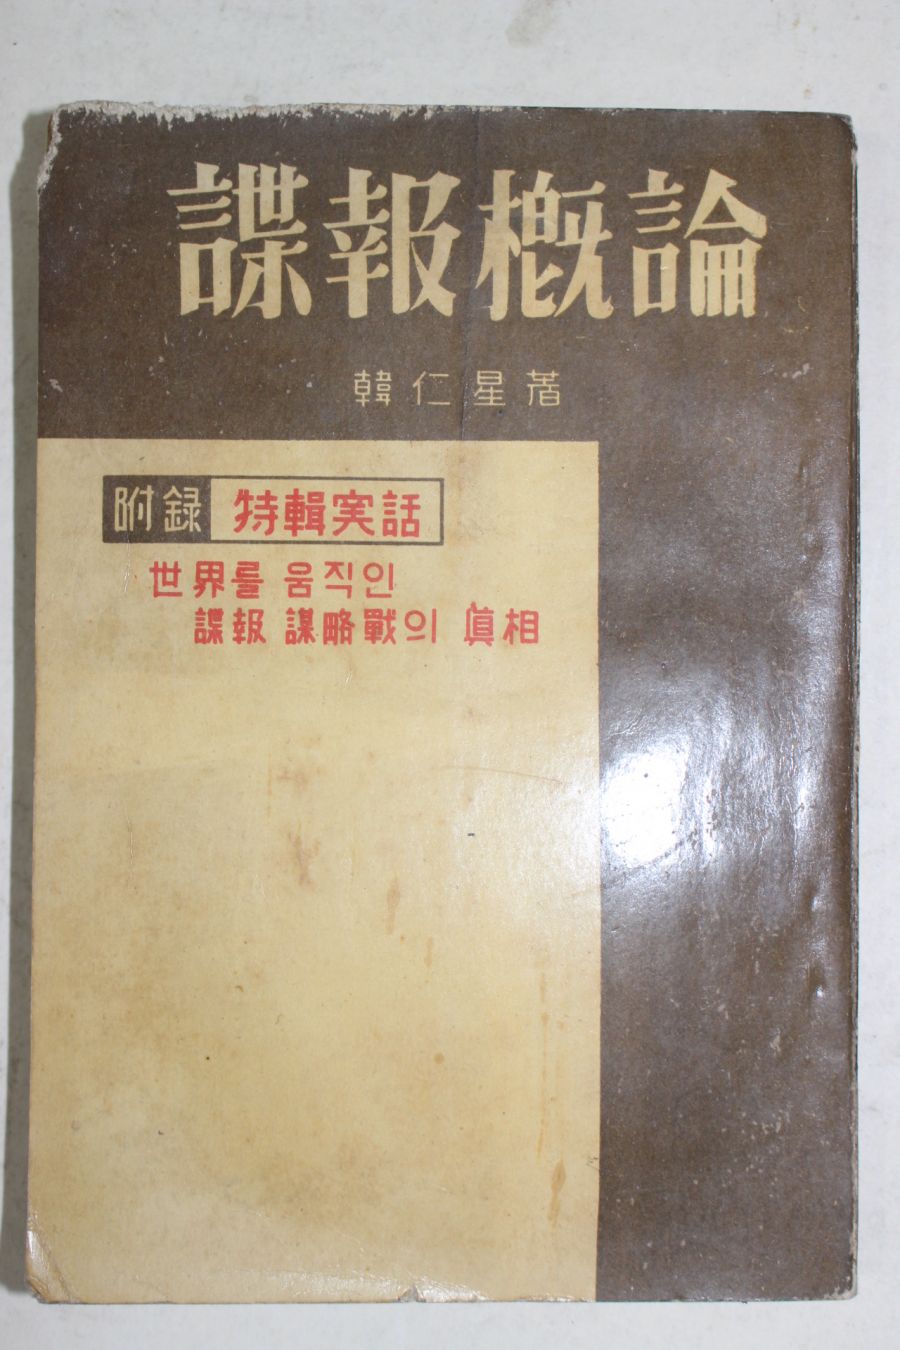 諜報概論
韓仁星著
附録 特輯実話
世界를 움직인
諜報 謀略戰의 眞相